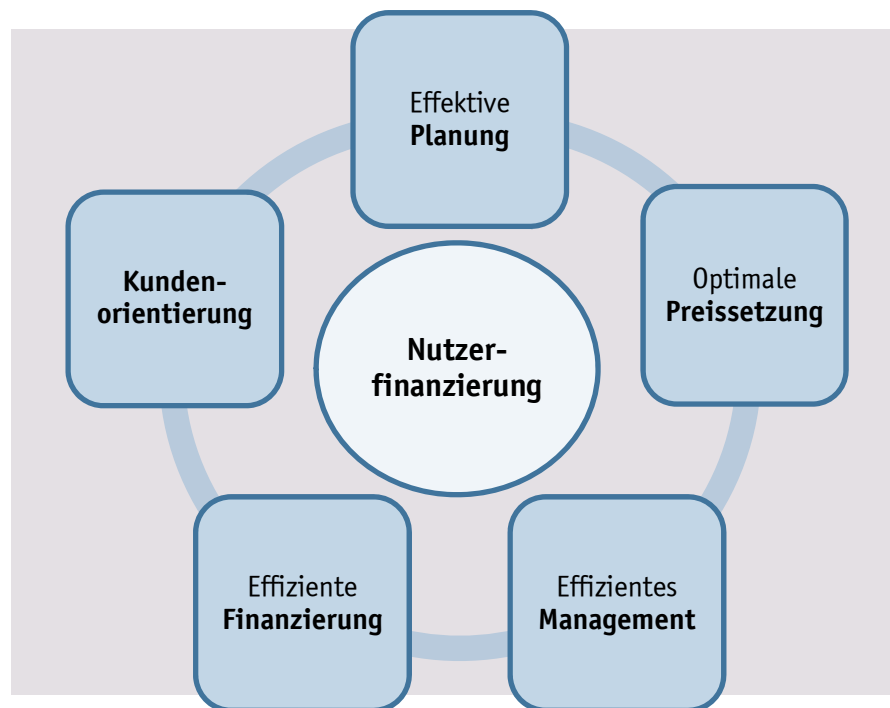 Effektive
Planung
Kunden-
orientierung
Optimale
Preissetzung
Nutzer-
finanzierung
Effiziente
Finanzierung
Effizientes
Management